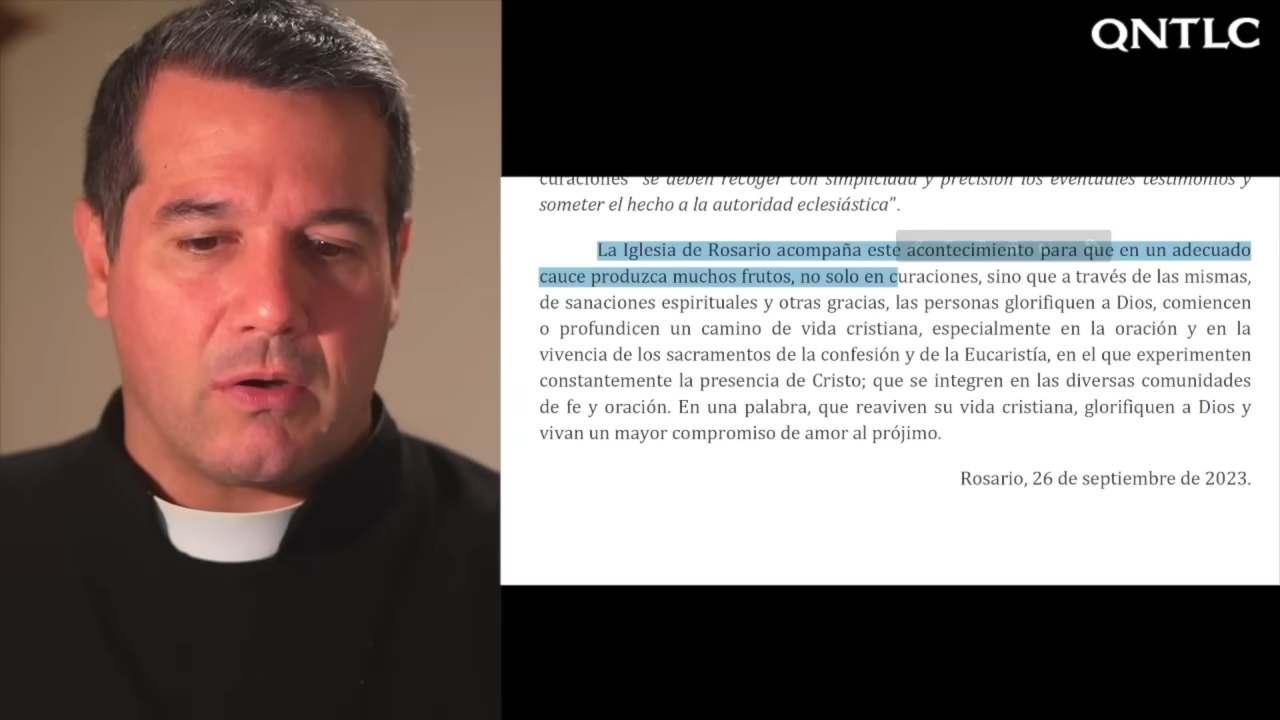 QNTLC
curaciones "se deben recoger con simplicidad y precisión los eventuales testimonios y
someter el hecho a la autoridad eclesiástica".
La Iglesia de Rosario acompaña este acontecimiento para que en un adecuado
cauce produzca muchos frutos, no solo en curaciones, sino que a través de las mismas,
de sanaciones espirituales y otras gracias, las personas glorifiquen a Dios, comiencen
o profundicen un camino de vida cristiana, especialmente en la oración y en la
vivencia de los sacramentos de la confesión y de la Eucaristía, en el que experimenten
constantemente la presencia de Cristo; que se integren en las diversas comunidades
de fe y oración. En una palabra, que reaviven su vida cristiana, glorifiquen a Dios y
vivan un mayor compromiso de amor al prójimo.
Rosario, 26 de septiembre de 2023.